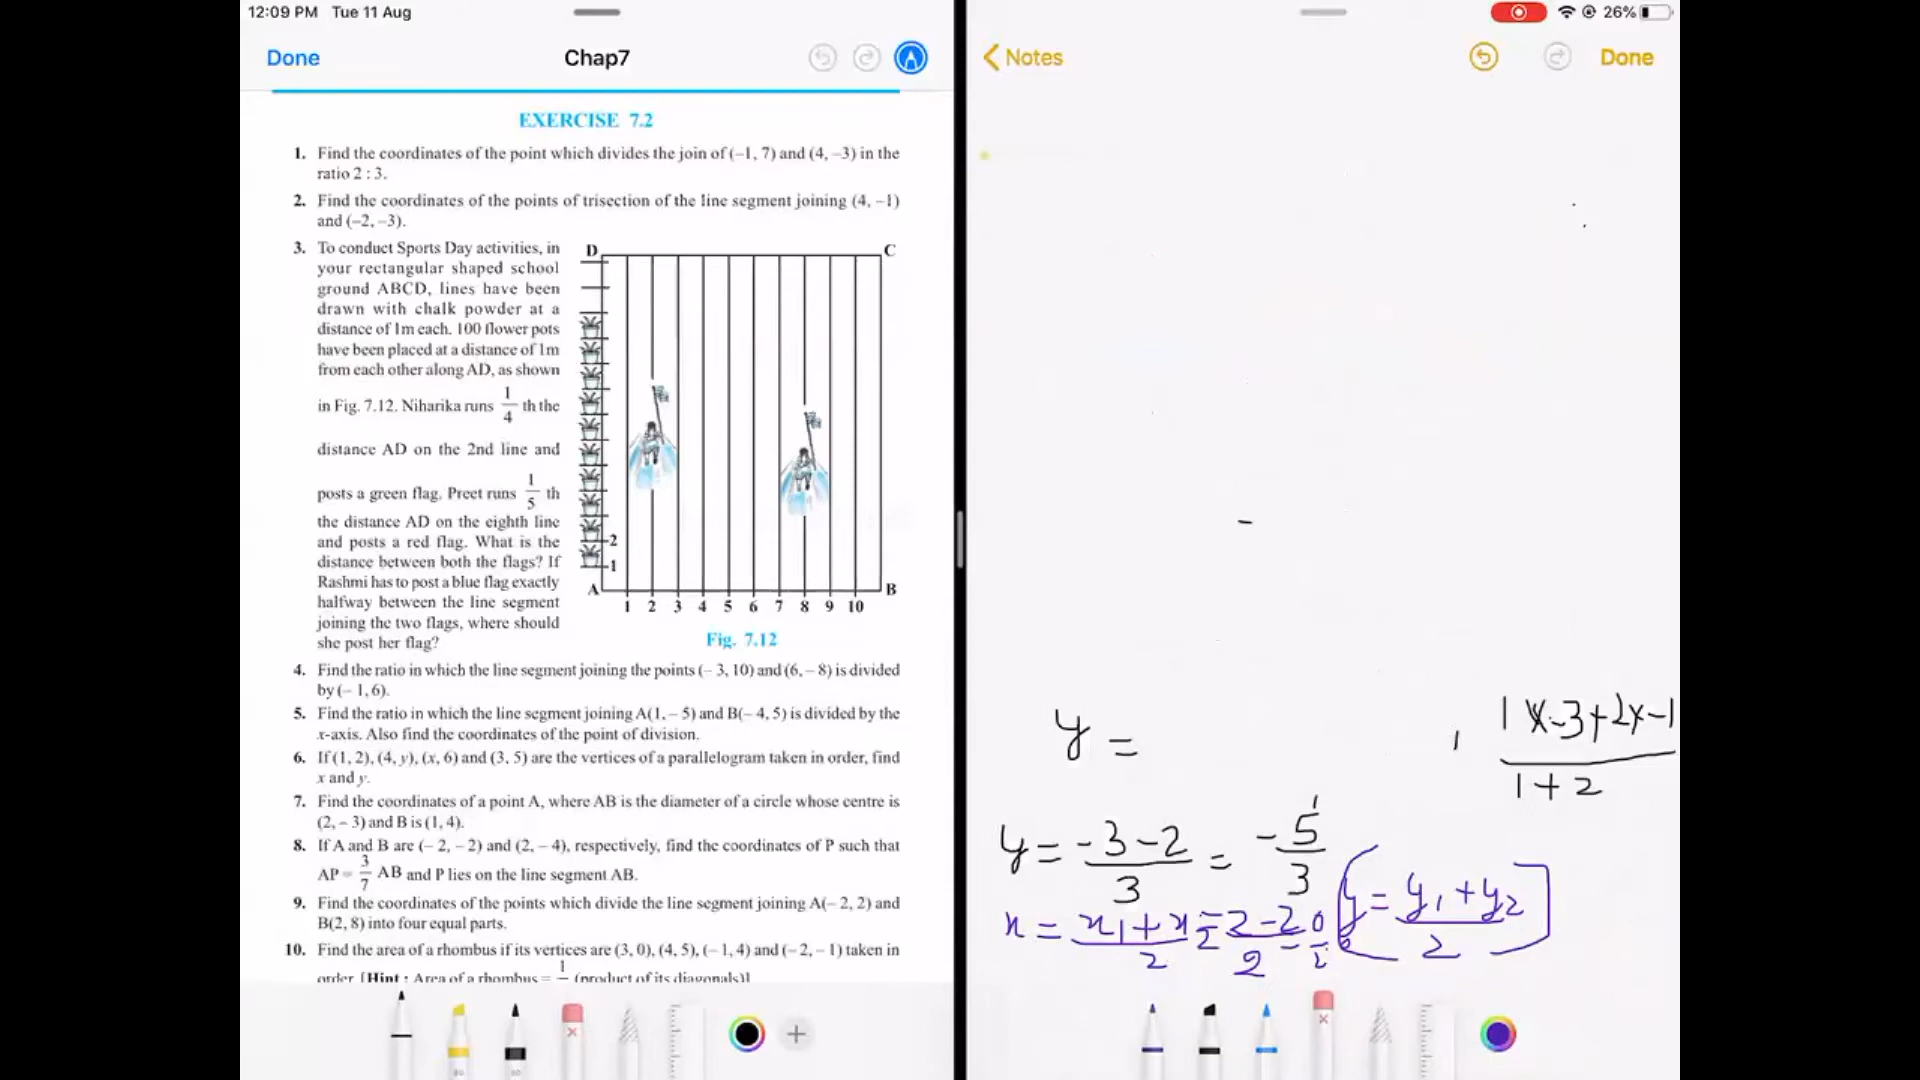 12:09 PM Tue 11 Aug
26%
Done
Chap7
Notes
Done
EXERCISE 7.2
1. Find the coordinates of the point which divides the join of (–1, 7) and (4, –3) in the
ratio 2 : 3.
2. Find the coordinates of the points of trisection of the line segment joining (4, –1)
and (–2, –3).
3. To conduct Sports Day activities, in
your rectangular shaped school
ground ABCD, lines have been
drawn with chalk powder at a
distance of 1m each. 100 flower pots
have been placed at a distance of 1m
from each other along AD, as shown
in Fig. 7.12. Niharika runs 1/4 th the
distance AD on the 2nd line and
posts a green flag. Preet runs 1/5 th
the distance AD on the eighth line
and posts a red flag. What is the
distance between both the flags? If
Rashmi has to post a blue flag exactly
halfway between the line segment
joining the two flags, where should
she post her flag?
D C
2
1
A B
1 2 3 4 5 6 7 8 9 10
Fig. 7.12
4. Find the ratio in which the line segment joining the points (– 3, 10) and (6, – 8) is divided
by (– 1, 6).
5. Find the ratio in which the line segment joining A(1, – 5) and B(– 4, 5) is divided by the
x-axis. Also find the coordinates of the point of division.
6. If (1, 2), (4, y), (x, 6) and (3, 5) are the vertices of a parallelogram taken in order, find
x and y.
7. Find the coordinates of a point A, where AB is the diameter of a circle whose centre is
(2, – 3) and B is (1, 4).
8. If A and B are (– 2, – 2) and (2, – 4), respectively, find the coordinates of P such that
AP = 3/7 AB and P lies on the line segment AB.
9. Find the coordinates of the points which divide the line segment joining A(– 2, 2) and
B(2, 8) into four equal parts.
10. Find the area of a rhombus if its vertices are (3, 0), (4, 5), (– 1, 4) and (– 2, – 1) taken in
order. [Hint : Area of a rhombus = 1 (product of its diagonals)]
y = , 1 x -3 + 2x -1
1 + 2
y = -3-2/3 = -5/3
x = x1 + x/2 = 2-2/2 = 0/2 [y = y1 + y2/2]